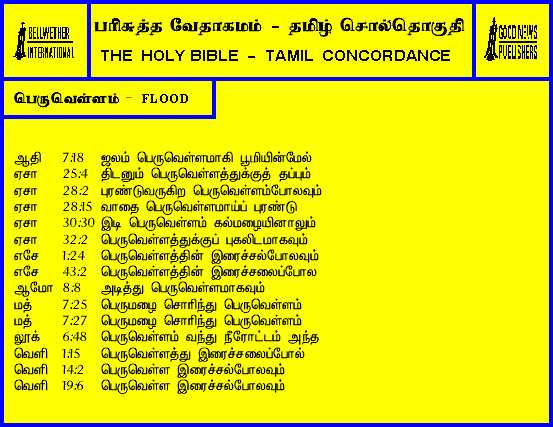 BELLWETHER INTERNATIONAL
பரிசுத்த வேதாகமம் - தமிழ் சொல்தொகுதி
THE HOLY BIBLE - TAMIL CONCORDANCE
GOOD NEWS PUBLISHERS
பெருவெள்ளம் - FLOOD
ஆதி 7:18 ஜலம் பெருவெள்ளமாகி பூமியின்மேல்
ஏசா 25:4 திடனும் பெருவெள்ளத்துக்குத் தப்பும்
ஏசா 28:2 புரண்டுவருகிற பெருவெள்ளம்போலவும்
ஏசா 28:15 வாதை பெருவெள்ளமாய்ப் புரண்டு
ஏசா 30:30 இடி பெருவெள்ளம் கல்மழையினாலும்
ஏசா 32:2 பெருவெள்ளத்துக்குப் புகலிடமாகவும்
எசே 1:24 பெருவெள்ளத்தின் இரைச்சல்போலவும்
எசே 43:2 பெருவெள்ளத்தின் இரைச்சலைப்போல
ஆமோ 8:8 அடித்து பெருவெள்ளமாகவும்
மத் 7:25 பெருமழை சொரிந்து பெருவெள்ளம்
மத் 7:27 பெருமழை சொரிந்து பெருவெள்ளம்
லூக் 6:48 பெருவெள்ளம் வந்து நீரோட்டம் அந்த
வெளி 1:15 பெருவெள்ளத்து இரைச்சலைப்போல்
வெளி 14:2 பெருவெள்ள இரைச்சல்போலவும்
வெளி 19:6 பெருவெள்ள இரைச்சல்போலவும்